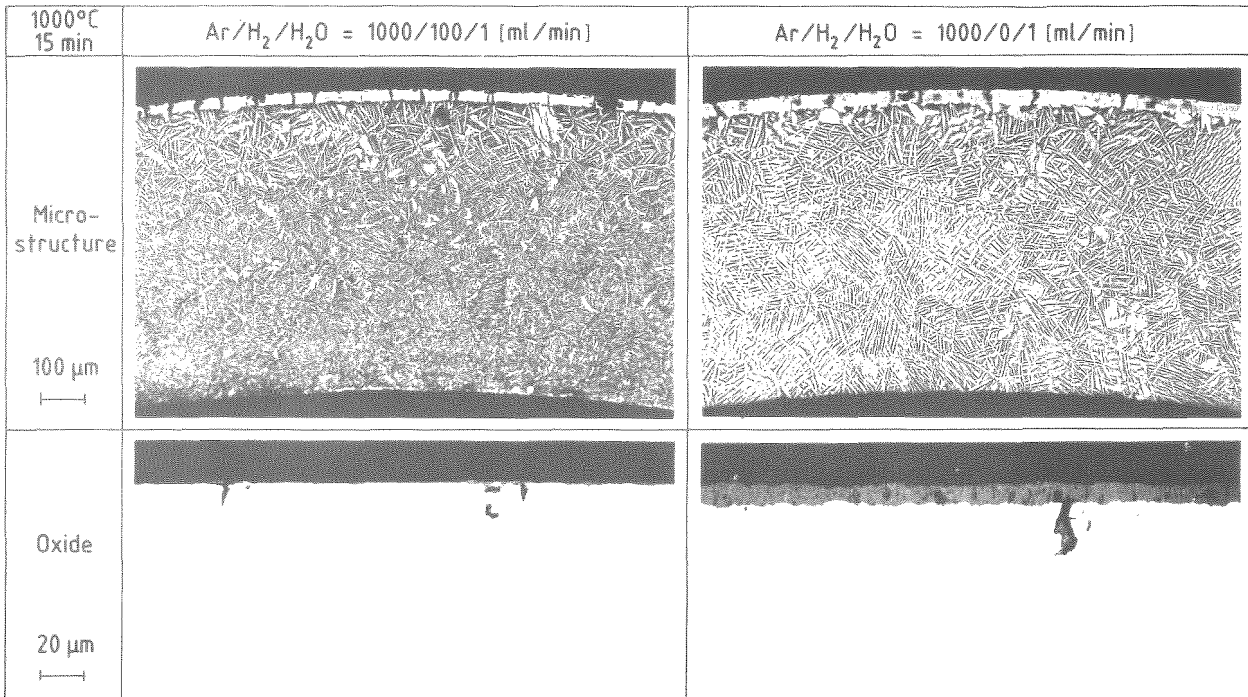 1000°C
15 min
Ar/H₂/H₂O = 1000/100/1 [ml/min]
Ar/H₂/H₂O = 1000/0/1 [ml/min]
Micro-
structure
100 µm
Oxide
20 µm